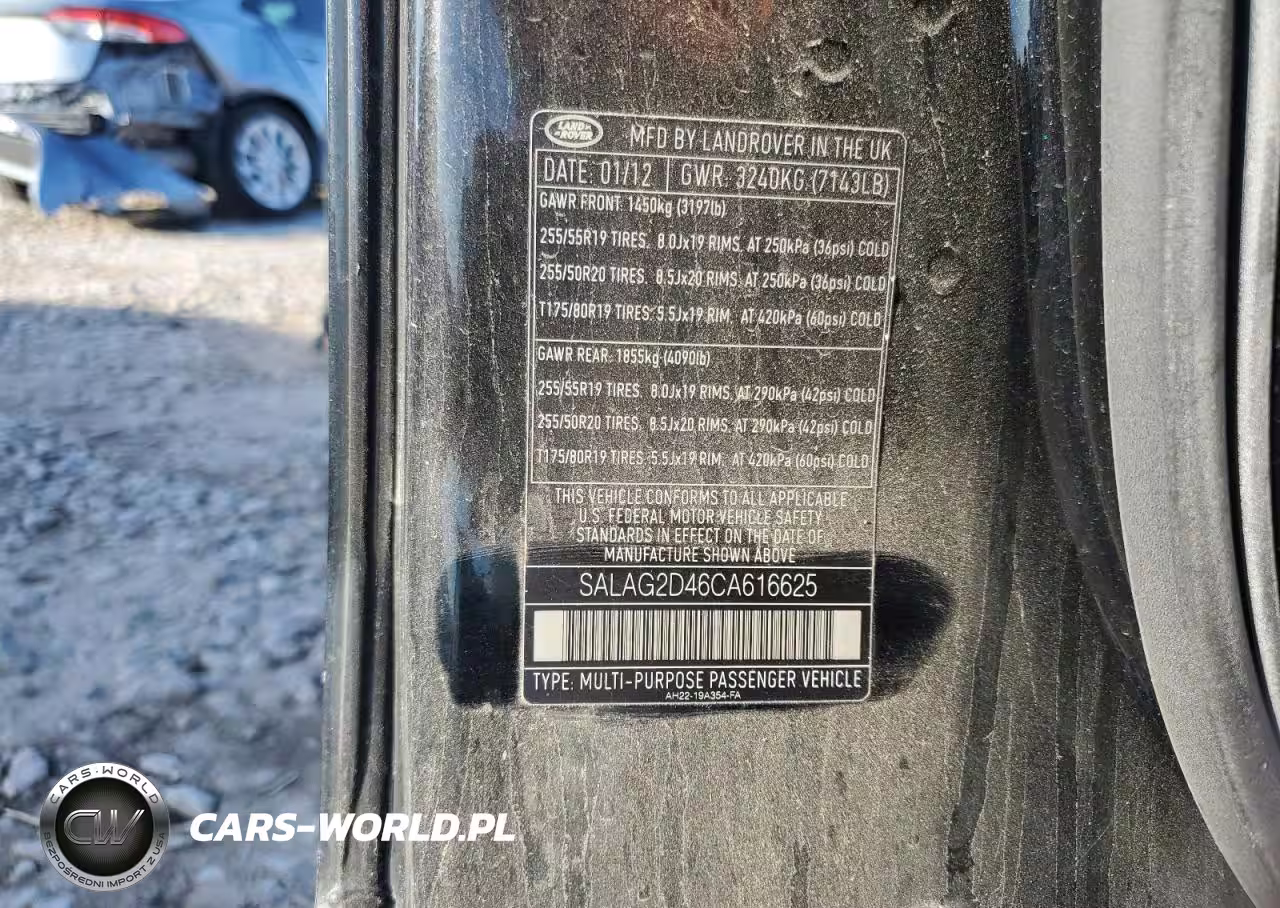 LAND ROVER
MFD BY LANDROVER IN THE UK
DATE: 01/12 GWR: 3240KG (7143LB)
GAWR FRONT: 1450kg (3197lb)
255/55R19 TIRES, 8.0Jx19 RIMS, AT 250kPa (36psi) COLD
255/50R20 TIRES, 8.5Jx20 RIMS, AT 250kPa (36psi) COLD
T175/80R19 TIRES: 5.5Jx19 RIM, AT 420kPa (60psi) COLD
GAWR REAR: 1855kg (4090lb)
255/55R19 TIRES, 8.0Jx19 RIMS, AT 290kPa (42psi) COLD
255/50R20 TIRES, 8.5Jx20 RIMS, AT 290kPa (42psi) COLD
T175/80R19 TIRES: 5.5Jx19 RIM, AT 420kPa (60psi) COLD
THIS VEHICLE CONFORMS TO ALL APPLICABLE
U.S. FEDERAL MOTOR VEHICLE SAFETY
STANDARDS IN EFFECT ON THE DATE OF
MANUFACTURE SHOWN ABOVE
SALAG2D46CA616625
TYPE: MULTI-PURPOSE PASSENGER VEHICLE
AH22-19A354-FA
CARS-WORLD
CW
BEZPOŚREDNI IMPORT Z USA
CARS-WORLD.PL